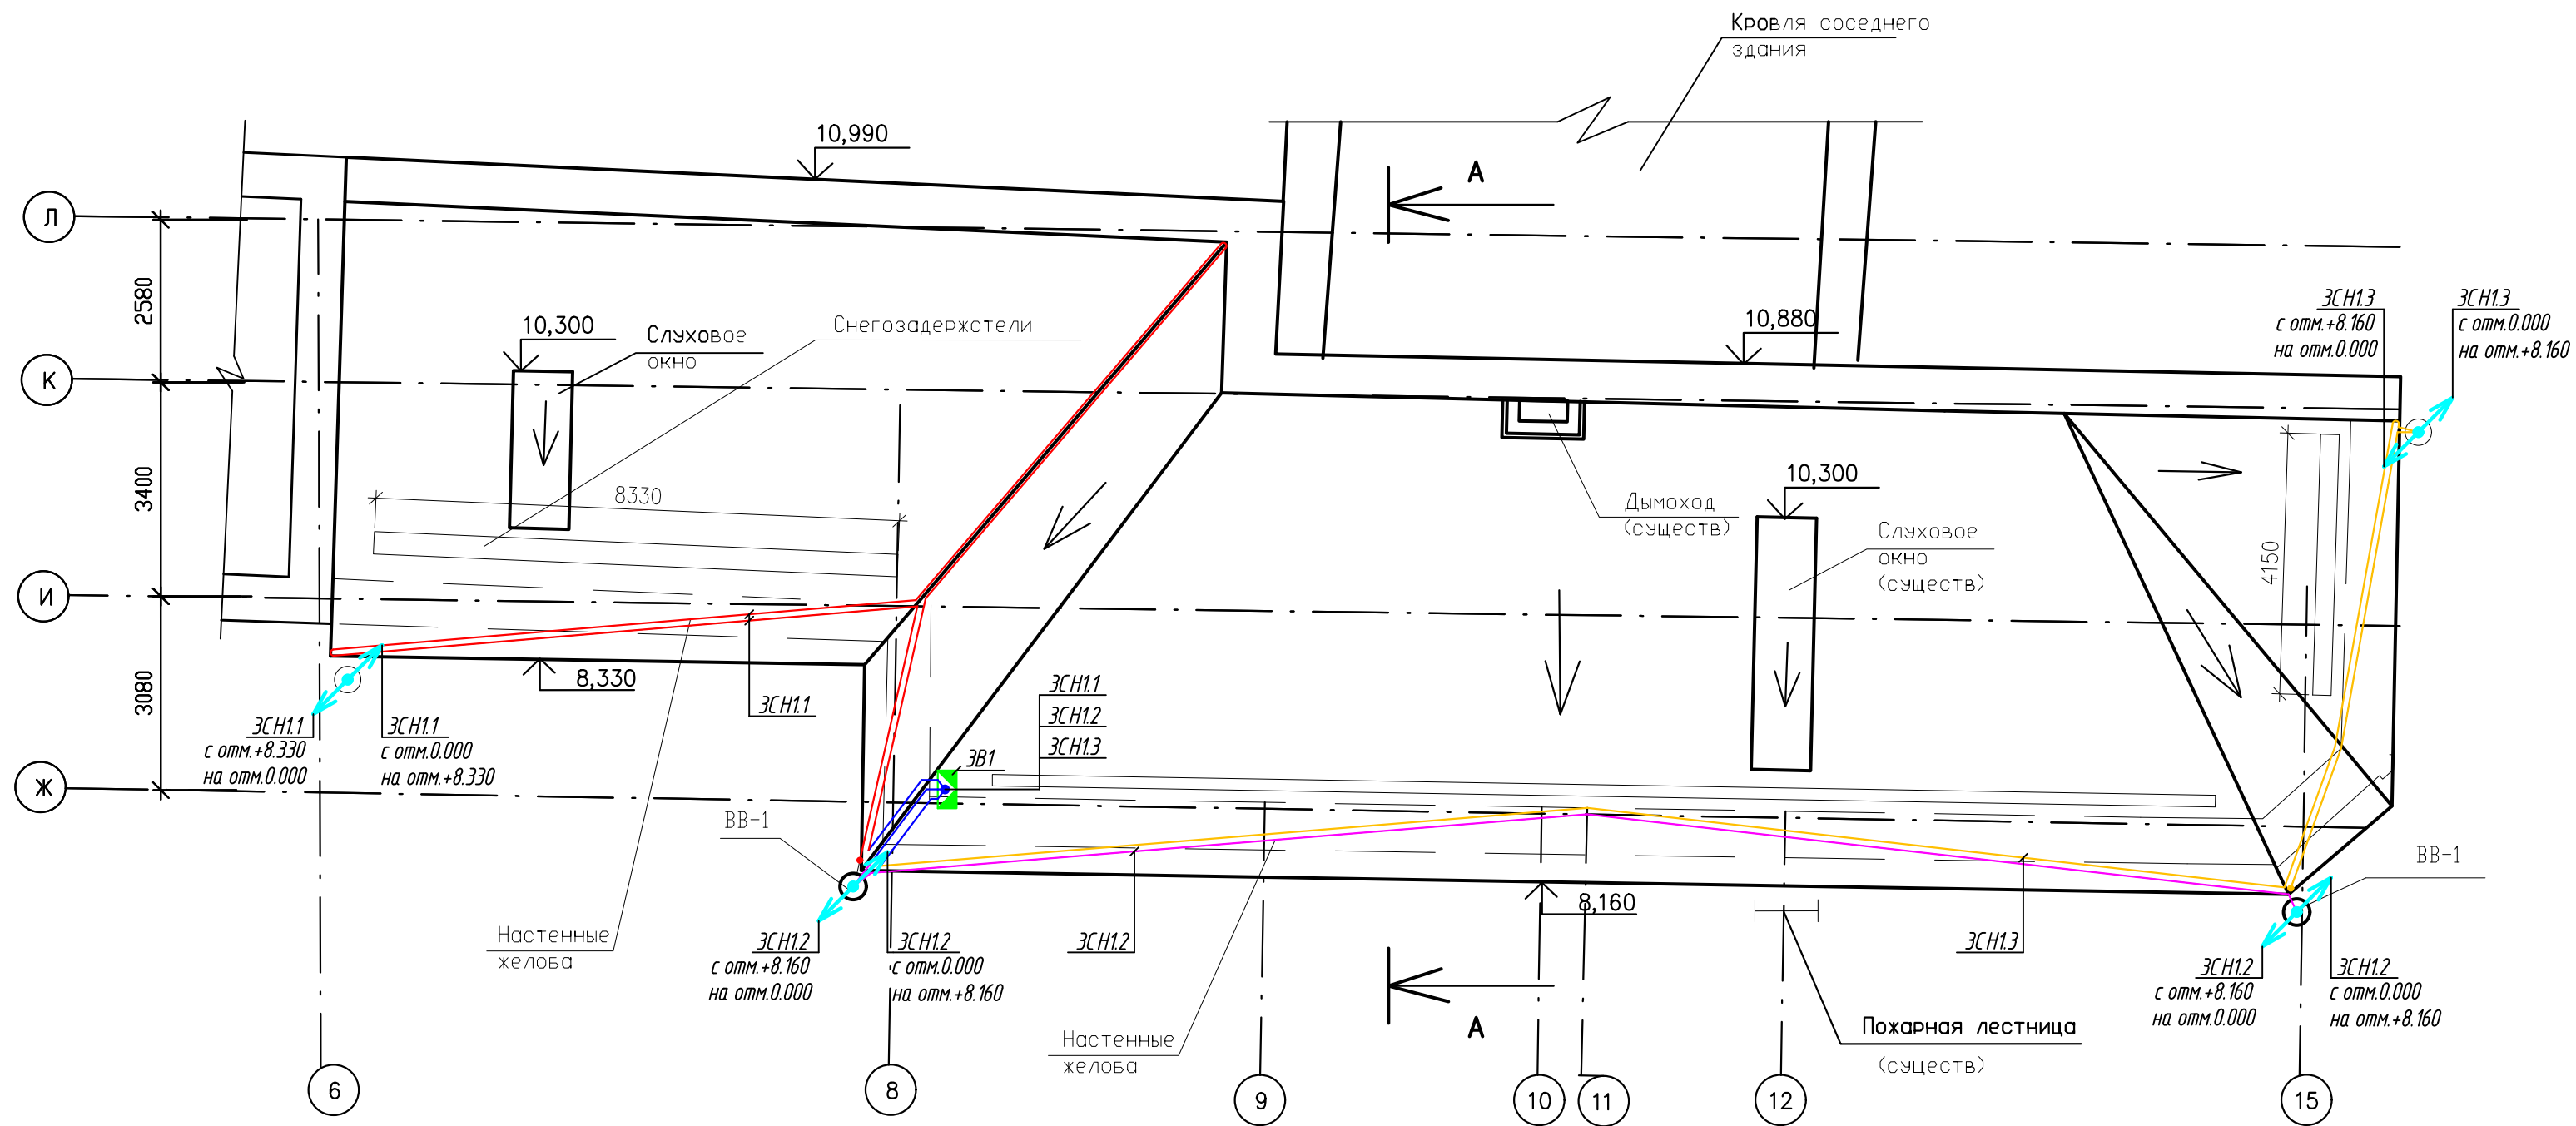 Кровля соседнего
здания
10,990
А
Л
2580
ЗСН1.3
с отм.+8.160
на отм.0.000
ЗСН1.3
с отм.0.000
на отм.+8.160
10,300
Слуховое
окно
Снегозадержатели
10,880
К
3400
8330
10,300
Дымоход
(существ)
Слуховое
окно
(существ)
4150
И
3080
8,330
ЗСН1.1
ЗСН1.1
с отм.+8.330
на отм.0.000
ЗСН1.1
с отм.0.000
на отм.+8.330
ЗСН1.1
ЗСН1.2
ЗСН1.3
ЗВ1
Ж
ВВ-1
ВВ-1
8,160
Настенные
желоба
ЗСН1.2
с отм.+8.160
на отм.0.000
ЗСН1.2
с отм.0.000
на отм.+8.160
ЗСН1.2
ЗСН1.3
ЗСН1.2
с отм.+8.160
на отм.0.000
ЗСН1.2
с отм.0.000
на отм.+8.160
А
Настенные
желоба
Пожарная лестница
(существ)
6
8
9
10
11
12
15